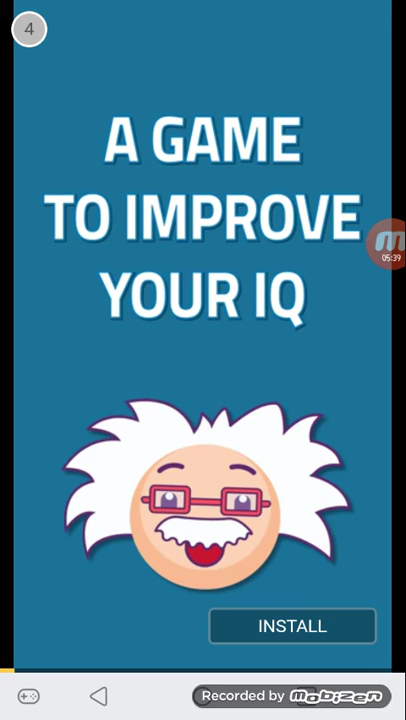 4
A GAME
TO IMPROVE
YOUR IQ
05:39
INSTALL
Recorded by mobizen